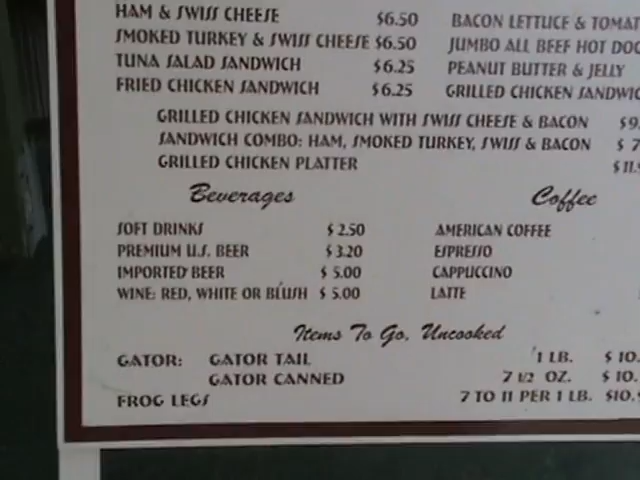 HAM & SWISS CHEESE $6.50 BACON LETTUCE &
SMOKED TURKEY & SWISS CHEESE $6.50 JUMBO ALL BEEF HOT
TUNA SALAD SANDWICH $6.25 PEANUT BUTTER & JELLY
FRIED CHICKEN SANDWICH $6.25 GRILLED CHICKEN
GRILLED CHICKEN SANDWICH WITH SWISS CHEESE & BACON $9.
SANDWICH COMBO: HAM, SMOKED TURKEY, SWISS & BACON $ 7
GRILLED CHICKEN PLATTER $11.
Beverages Coffee
SOFT DRINKS $ 2.50 AMERICAN COFFEE
PREMIUM U.S. BEER $ 3.20 ESPRESSO
IMPORTED BEER $ 5.00 CAPPUCCINO
WINE: RED, WHITE OR BLUSH $ 5.00 LATTE
Items To Go, Uncooked
GATOR: GATOR TAIL 1 LB. $ 10.
GATOR CANNED 7 1/2 OZ. $ 10.
FROG LEGS 7 TO 11 PER 1 LB. $10.